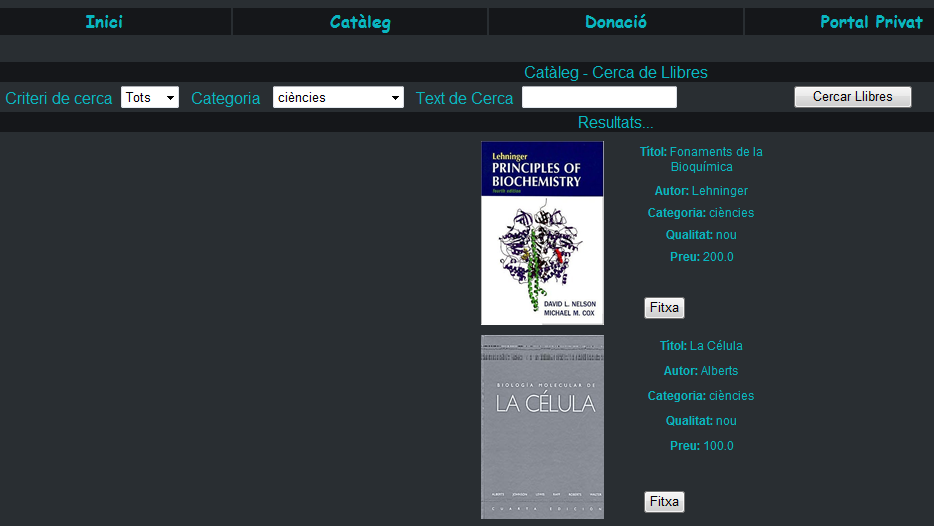 Inici Catàleg Donació Portal Privat
Catàleg - Cerca de Llibres
Criteri de cerca Tots Categoria ciències Text de Cerca Cercar Llibres
Resultats...
Lehninger
PRINCIPLES OF
BIOCHEMISTRY
fourth edition
DAVID L. NELSON
MICHAEL M. COX
Títol: Fonaments de la
Bioquímica
Autor: Lehninger
Categoria: ciències
Qualitat: nou
Preu: 200.0
Fitxa
BIOLOGÍA MOLECULAR DE
LA CÉLULA
ALBERTS JOHNSON LEWIS RAFF ROBERTS WALTER
CUARTA EDICION
Títol: La Célula
Autor: Alberts
Categoria: ciències
Qualitat: nou
Preu: 100.0
Fitxa